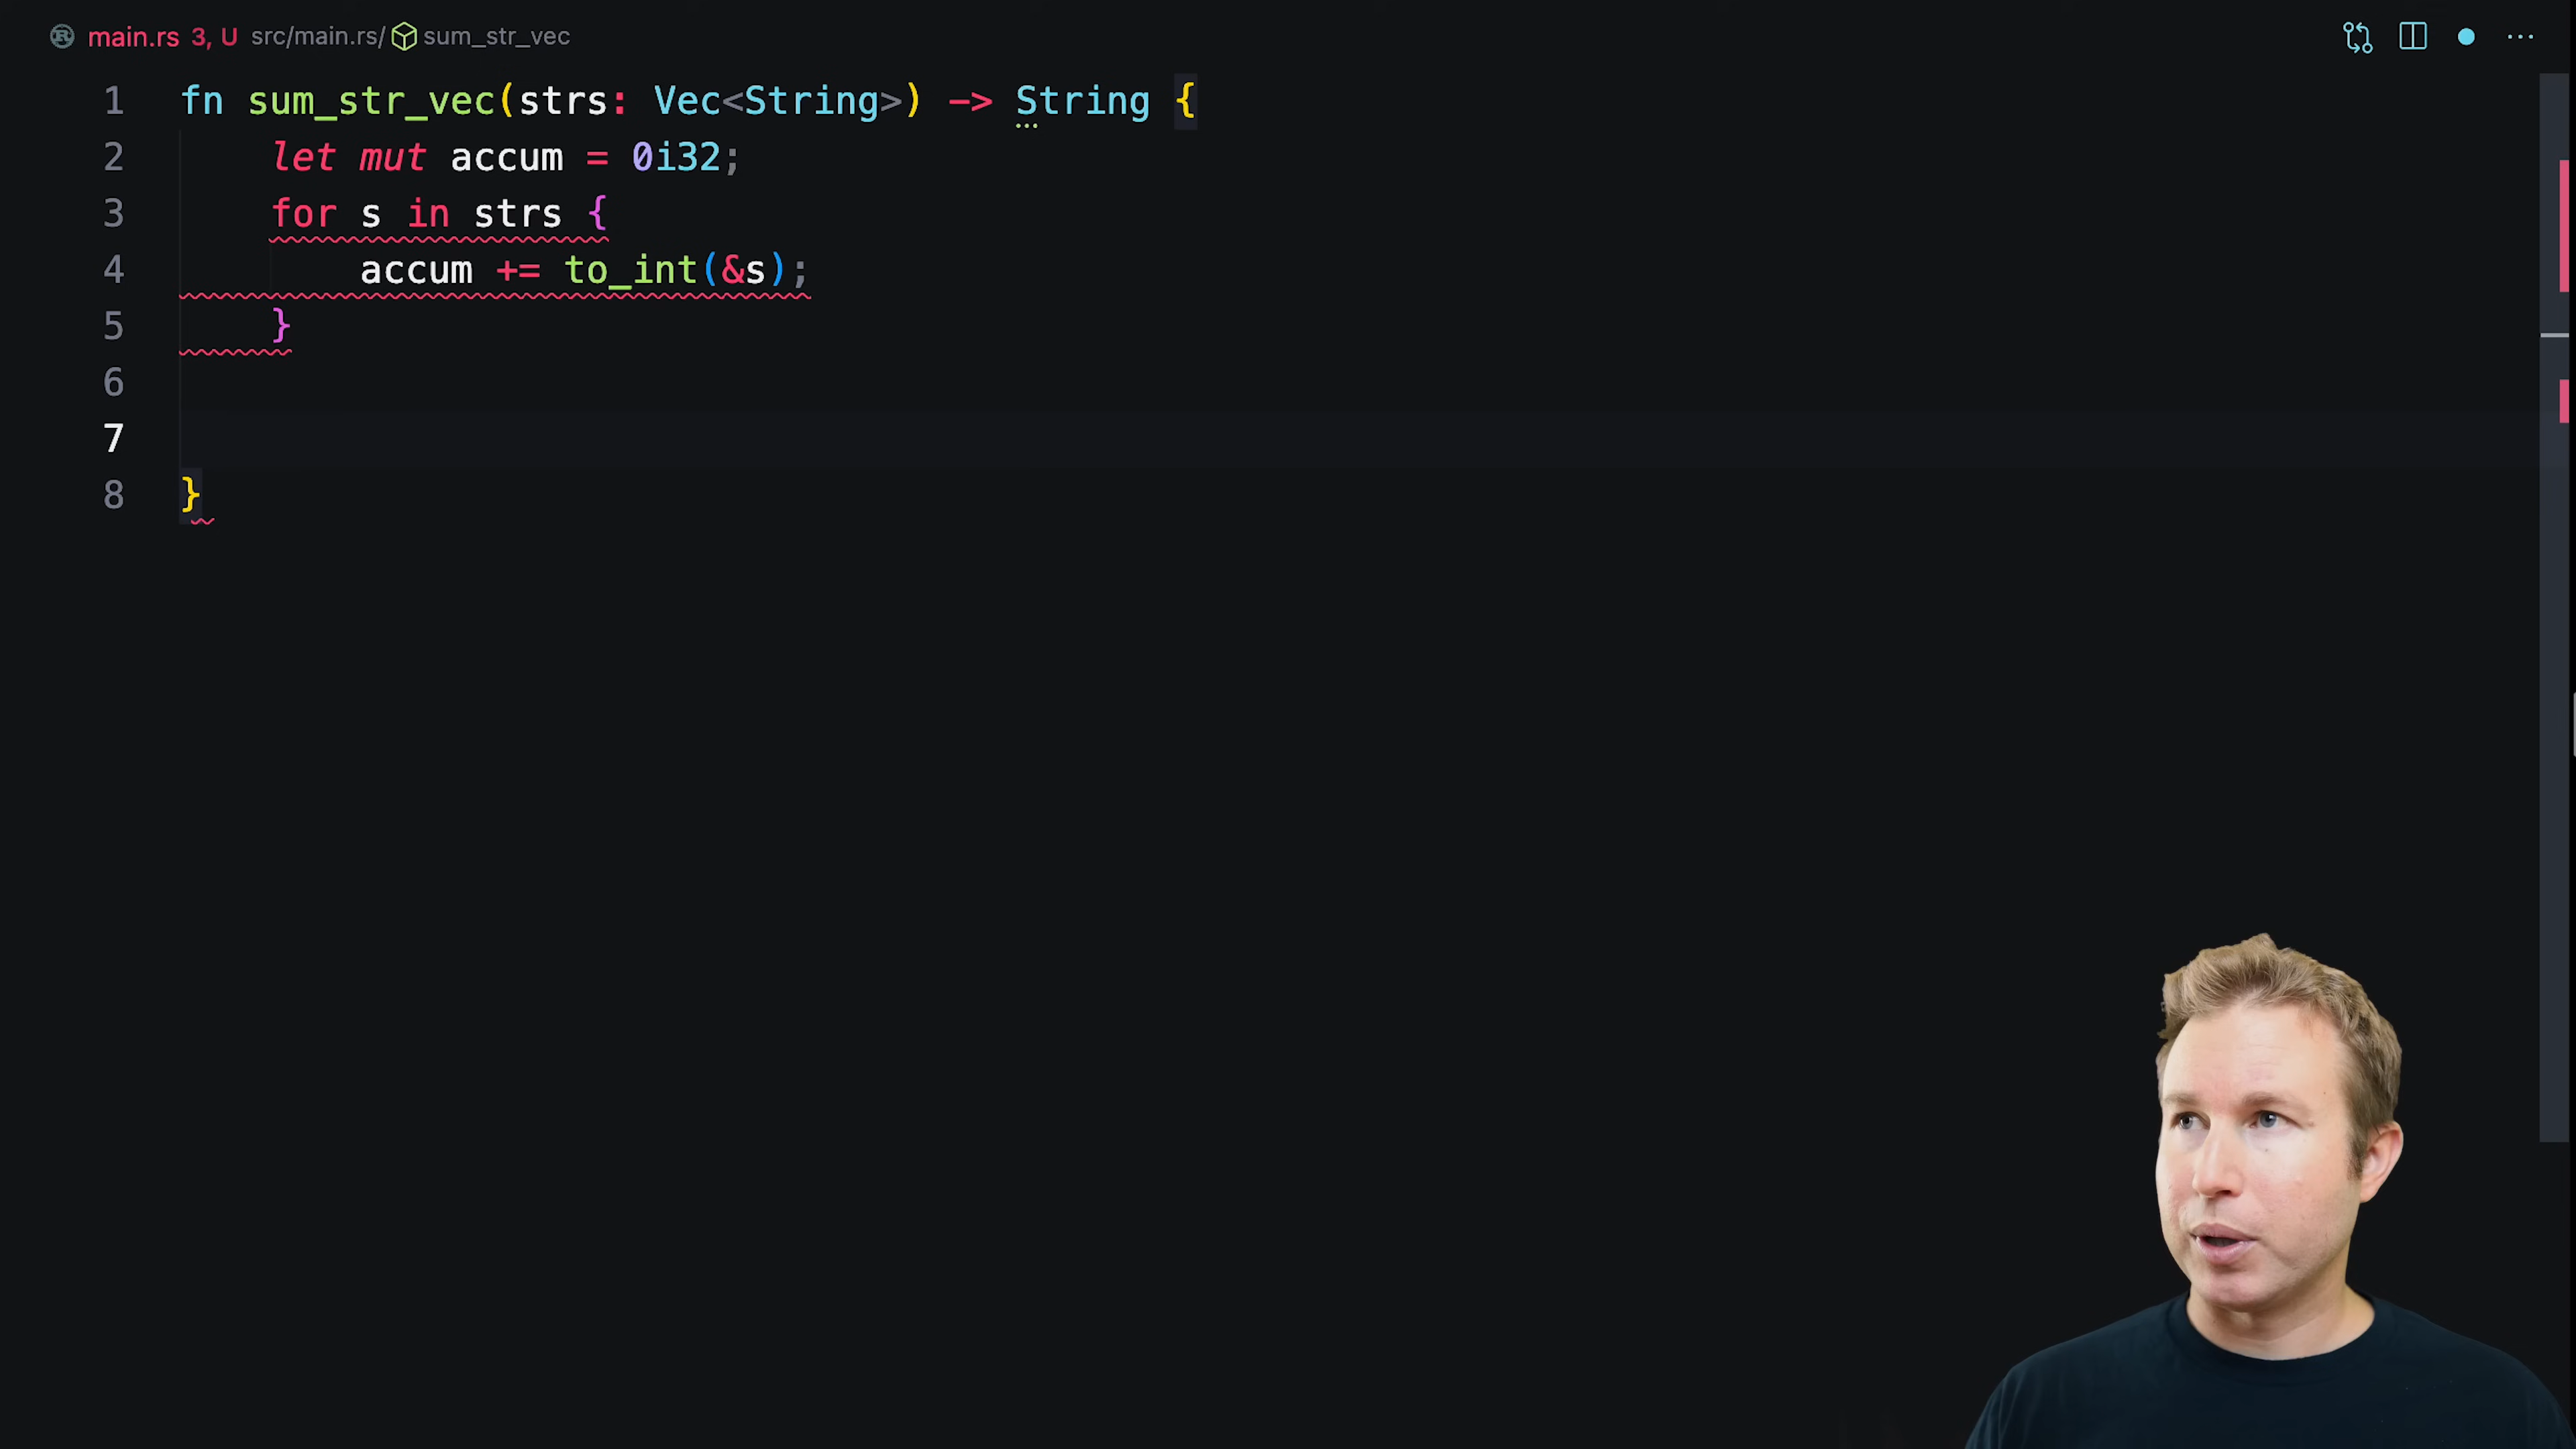 main.rs 3, U src/main.rs/ sum_str_vec
1 fn sum_str_vec(strs: Vec<String>) -> String {
2 let mut accum = 0i32;
3 for s in strs {
4 accum += to_int(&s);
5 }
6
7
8 }